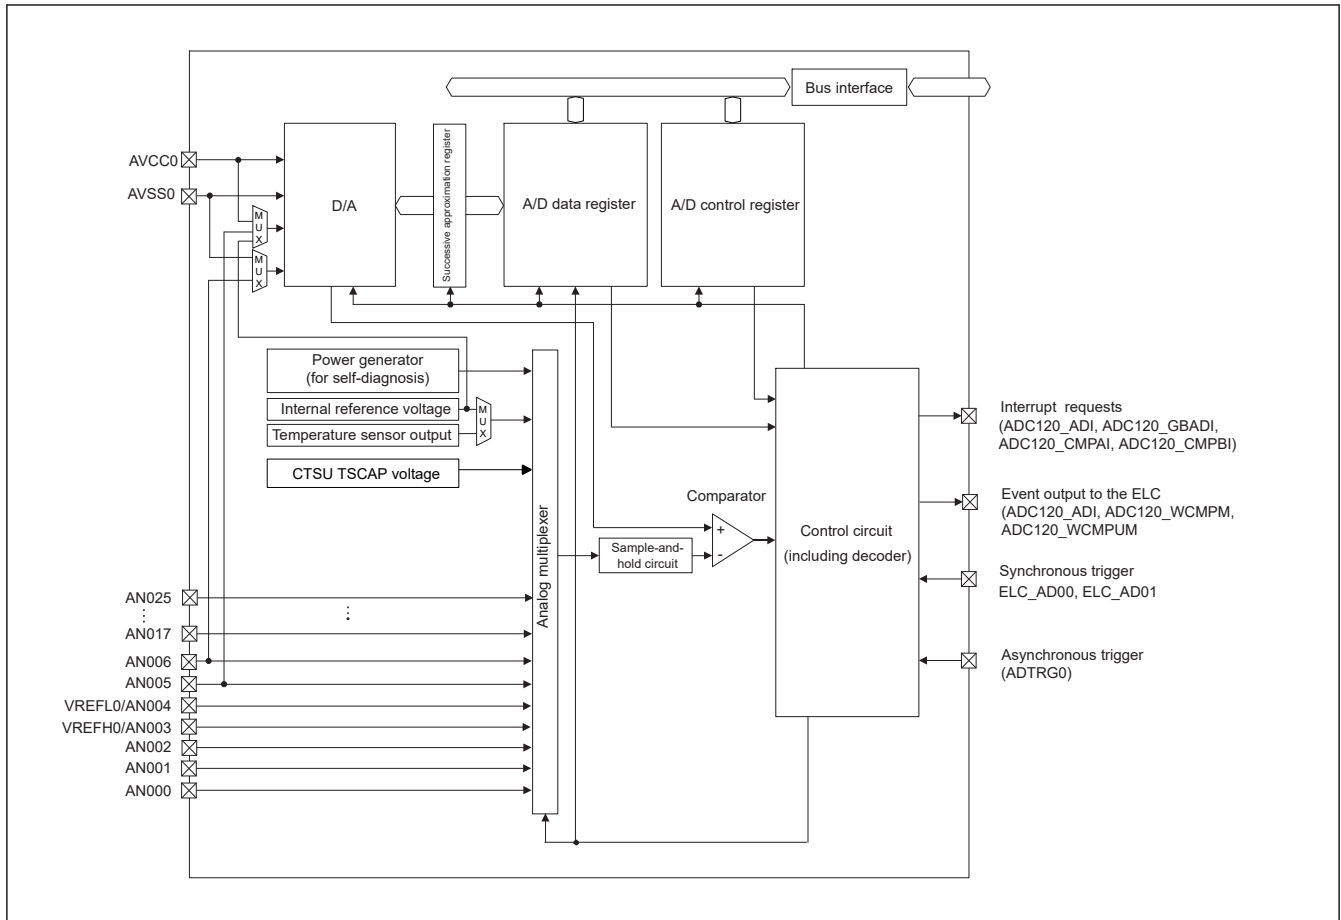 Bus interface
AVCC0
AVSS0
D/A
Successive approximation register
A/D data register
A/D control register
M
U
X
M
U
X
Power generator
(for self-diagnosis)
Internal reference voltage
Temperature sensor output
M
U
X
CTSU TSCAP voltage
Analog multiplexer
Comparator
+
-
Sample-and-
hold circuit
Control circuit
(including decoder)
Interrupt requests
(ADC120_ADI, ADC120_GBADI,
ADC120_CMPAI, ADC120_CMPBI)
Event output to the ELC
(ADC120_ADI, ADC120_WCMPM,
ADC120_WCMPUM
Synchronous trigger
ELC_AD00, ELC_AD01
Asynchronous trigger
(ADTRG0)
AN025
AN017
AN006
AN005
VREFL0/AN004
VREFH0/AN003
AN002
AN001
AN000